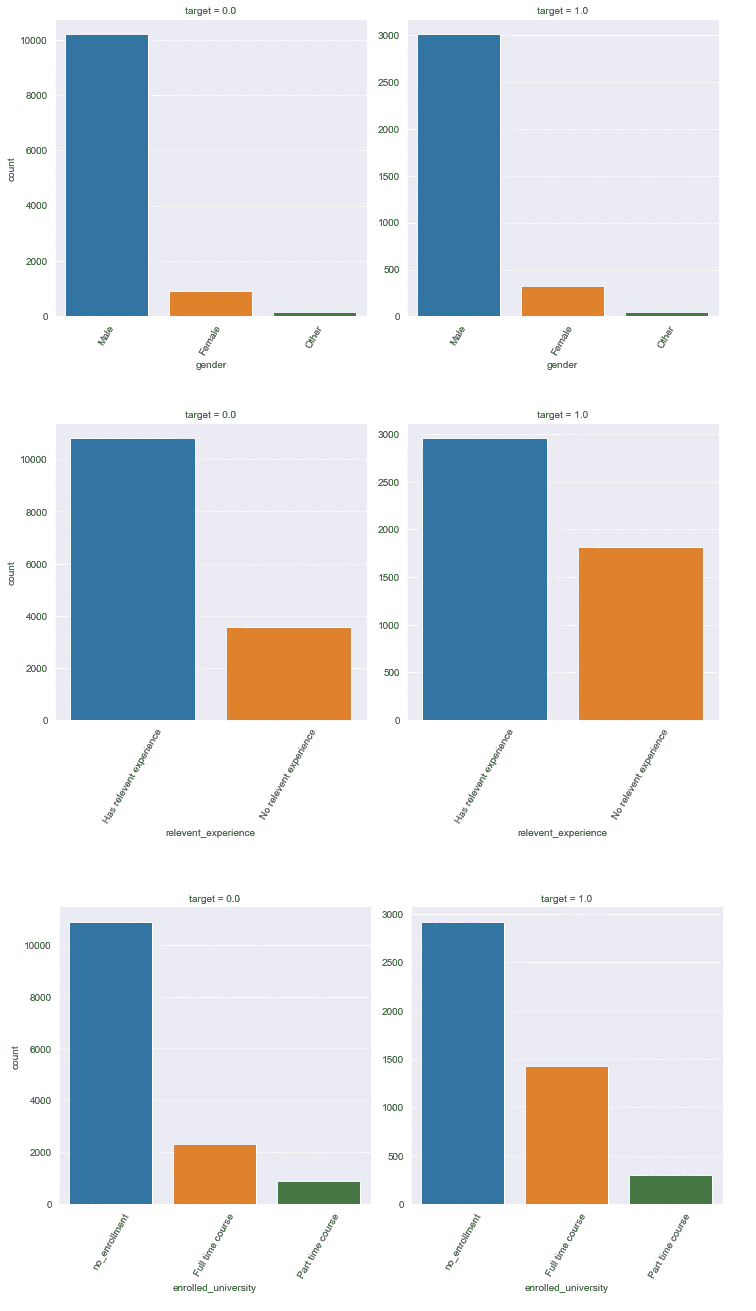 target = 0.0
target = 1.0
10000
8000
6000
4000
2000
0
count
3000
2500
2000
1500
1000
500
0
Male
Female
Other
gender
Male
Female
Other
gender
target = 0.0
target = 1.0
10000
8000
6000
4000
2000
0
count
3000
2500
2000
1500
1000
500
0
Has relevent experience
No relevent experience
relevent_experience
Has relevent experience
No relevent experience
relevent_experience
target = 0.0
target = 1.0
10000
8000
6000
4000
2000
0
count
3000
2500
2000
1500
1000
500
0
no_enrollment
Full time course
Part time course
enrolled_university
no_enrollment
Full time course
Part time course
enrolled_university